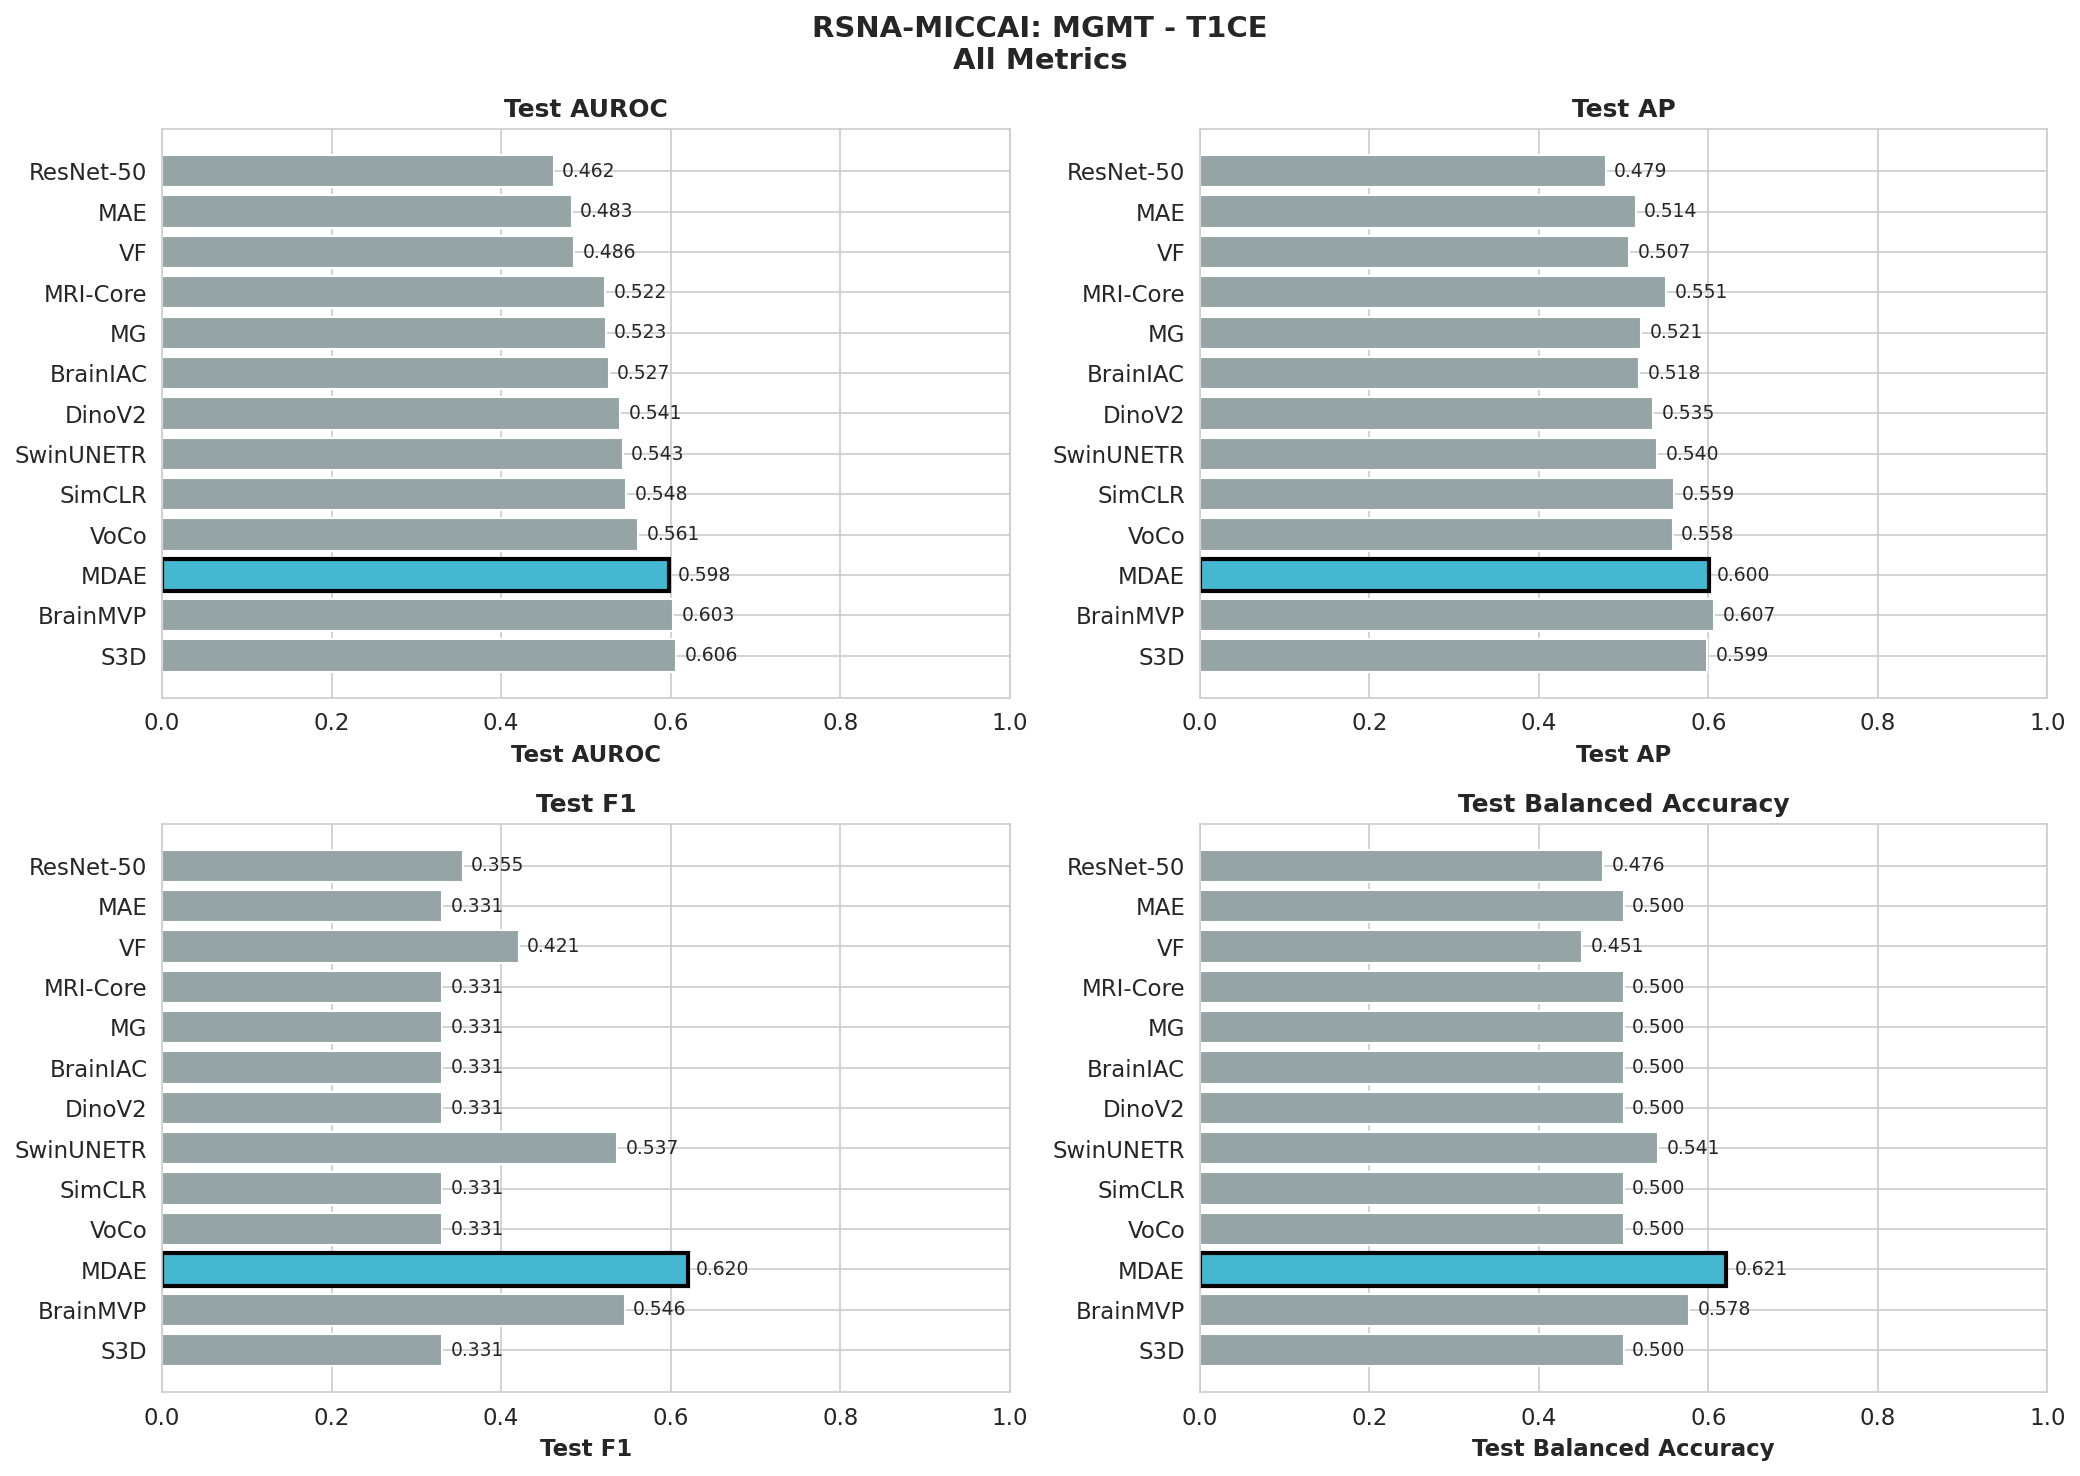 RSNA-MICCAI: MGMT - T1CE
All Metrics
Test AUROC
ResNet-50 0.462
MAE 0.483
VF 0.486
MRI-Core 0.522
MG 0.523
BrainIAC 0.527
DinoV2 0.541
SwinUNETR 0.543
SimCLR 0.548
VoCo 0.561
MDAE 0.598
BrainMVP 0.603
S3D 0.606
0.0 0.2 0.4 0.6 0.8 1.0
Test AUROC
Test AP
ResNet-50 0.479
MAE 0.514
VF 0.507
MRI-Core 0.551
MG 0.521
BrainIAC 0.518
DinoV2 0.535
SwinUNETR 0.540
SimCLR 0.559
VoCo 0.558
MDAE 0.600
BrainMVP 0.607
S3D 0.599
0.0 0.2 0.4 0.6 0.8 1.0
Test AP
Test F1
ResNet-50 0.355
MAE 0.331
VF 0.421
MRI-Core 0.331
MG 0.331
BrainIAC 0.331
DinoV2 0.331
SwinUNETR 0.537
SimCLR 0.331
VoCo 0.331
MDAE 0.620
BrainMVP 0.546
S3D 0.331
0.0 0.2 0.4 0.6 0.8 1.0
Test F1
Test Balanced Accuracy
ResNet-50 0.476
MAE 0.500
VF 0.451
MRI-Core 0.500
MG 0.500
BrainIAC 0.500
DinoV2 0.500
SwinUNETR 0.541
SimCLR 0.500
VoCo 0.500
MDAE 0.621
BrainMVP 0.578
S3D 0.500
0.0 0.2 0.4 0.6 0.8 1.0
Test Balanced Accuracy